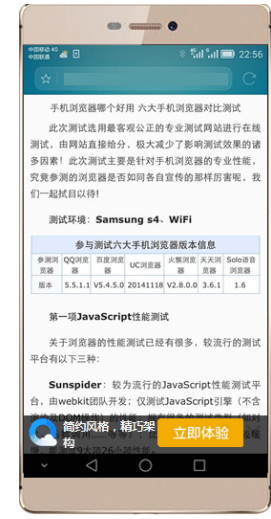 中国移动 4G
中国联通
22:56
手机浏览器哪个好用 六大手机浏览器对比测试
此次测试选用最客观公正的专业测试网站进行在线
测试，由网站直接给分，极大减少了影响测试效果的诸
多因素！此次测试主要是针对手机浏览器的专业性能，
究竟参测的浏览器是否如同各自宣传的那样厉害呢，我
们一起拭目以待!
测试环境：Samsung s4、WiFi
参与测试六大手机浏览器版本信息
参测浏览器 QQ浏览器 百度浏览器 UC浏览器 火狐浏览器 天天浏览器 Solo语音浏览器
版本 5.5.1.1 V5.4.5.0 20141118 V2.8.0.0 3.6.1 1.6
第一项JavaScript性能测试
关于浏览器的性能测试已经有很多，较流行的测试
平台有以下三种：
Sunspider：较为流行的JavaScript性能测试平
台，由webkit团队开发；仅测试JavaScript引擎（不含
简约风格，精巧架
构
立即体验